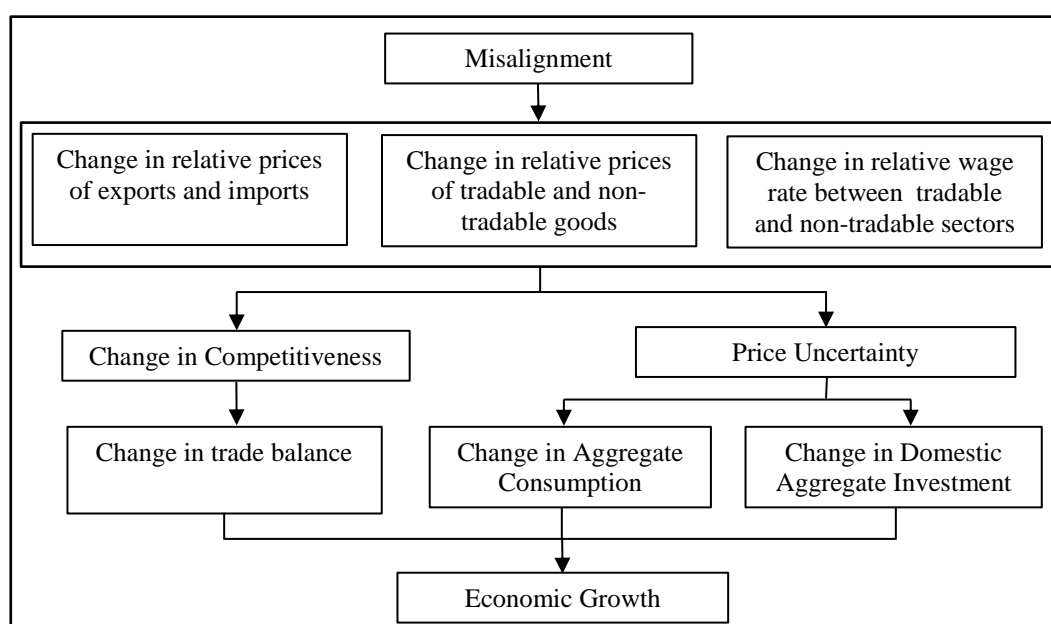 Misalignment
Change in relative prices
of exports and imports
Change in relative prices
of tradable and non-
tradable goods
Change in relative wage
rate between tradable
and non-tradable sectors
Change in Competitiveness
Price Uncertainty
Change in trade balance
Change in Aggregate
Consumption
Change in Domestic
Aggregate Investment
Economic Growth